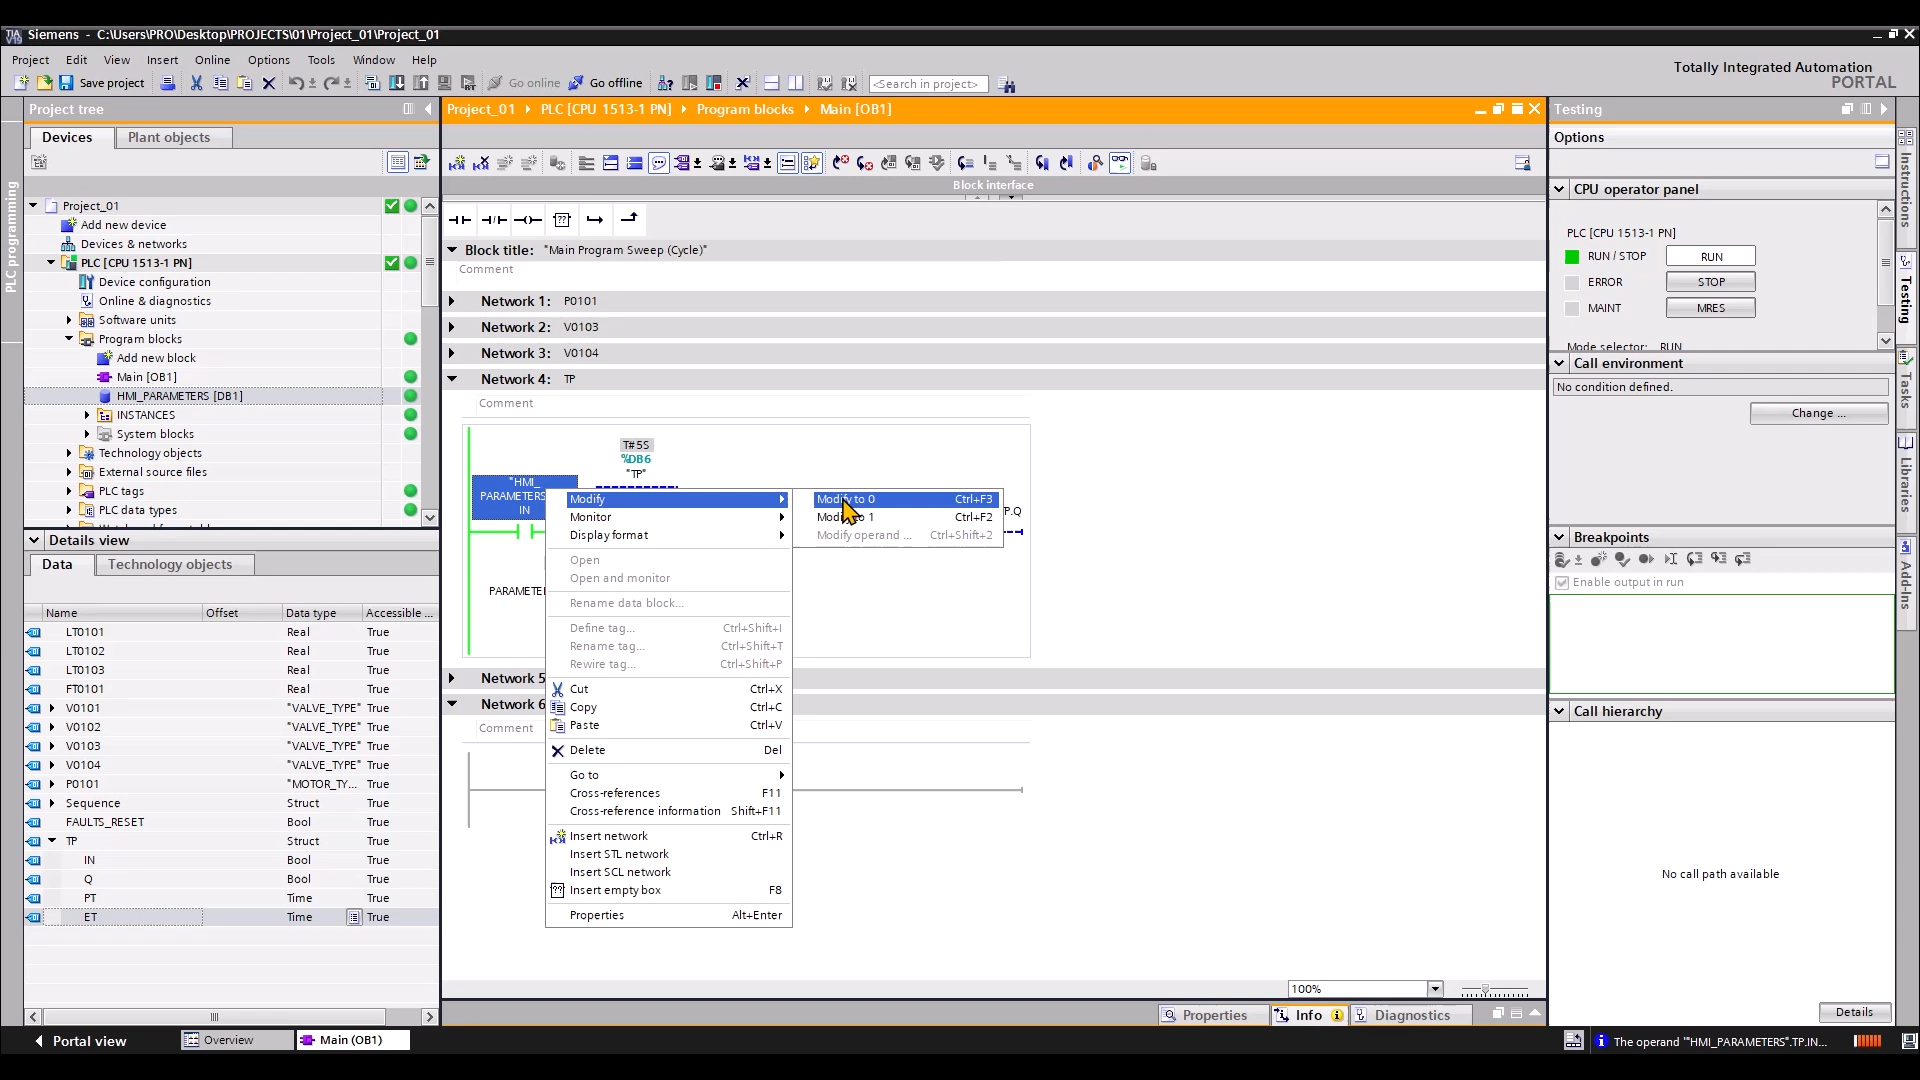 Siemens - C:\Users\PRO\Desktop\PROJECTS\01\Project_01\Project_01
Project Edit View Insert Online Options Tools Window Help
Totally Integrated Automation
PORTAL
Save project
Go online
Go offline
<Search in project>
Project tree
Devices
Plant objects
PLC programming
Project_01
Add new device
Devices & networks
PLC [CPU 1513-1 PN]
Device configuration
Online & diagnostics
Software units
Program blocks
Add new block
Main [OB1]
HMI_PARAMETERS [DB1]
INSTANCES
System blocks
Technology objects
External source files
PLC tags
PLC data types
Details view
Data
Technology objects
Name Offset Data type Accessible ...
LT0101 Real True
LT0102 Real True
LT0103 Real True
FT0101 Real True
V0101 "VALVE_TYPE" True
V0102 "VALVE_TYPE" True
V0103 "VALVE_TYPE" True
V0104 "VALVE_TYPE" True
P0101 "MOTOR_TY... True
Sequence Struct True
FAULTS_RESET Bool True
TP Struct True
IN Bool True
Q Bool True
PT Time True
ET Time True
Project_01 PLC [CPU 1513-1 PN] Program blocks Main [OB1]
Block interface
Block title: "Main Program Sweep (Cycle)"
Comment
Network 1: P0101
Network 2: V0103
Network 3: V0104
Network 4: TP
Comment
T#5S
%DB6
"TP"
"HMI_
PARAMETERS
IN
P.Q
PARAMETE
Network 5
Network 6
Comment
Modify
Monitor
Display format
Open
Open and monitor
Rename data block...
Define tag... Ctrl+Shift+I
Rename tag... Ctrl+Shift+T
Rewire tag... Ctrl+Shift+P
Cut Ctrl+X
Copy Ctrl+C
Paste Ctrl+V
Delete Del
Go to
Cross-references F11
Cross-reference information Shift+F11
Insert network Ctrl+R
Insert STL network
Insert SCL network
Insert empty box F8
Properties Alt+Enter
Modify to 0 Ctrl+F3
Modify to 1 Ctrl+F2
Modify operand ... Ctrl+Shift+2
100%
Properties Info Diagnostics
Testing
Options
CPU operator panel
PLC [CPU 1513-1 PN]
RUN / STOP RUN
ERROR STOP
MAINT MRES
Mode selector: RUN
Call environment
No condition defined.
Change ...
Breakpoints
Enable output in run
Call hierarchy
No call path available
Details
Instructions
Testing
Tasks
Libraries
Add-Ins
Portal view
Overview
Main (OB1)
The operand '"HMI_PARAMETERS".TP.IN...